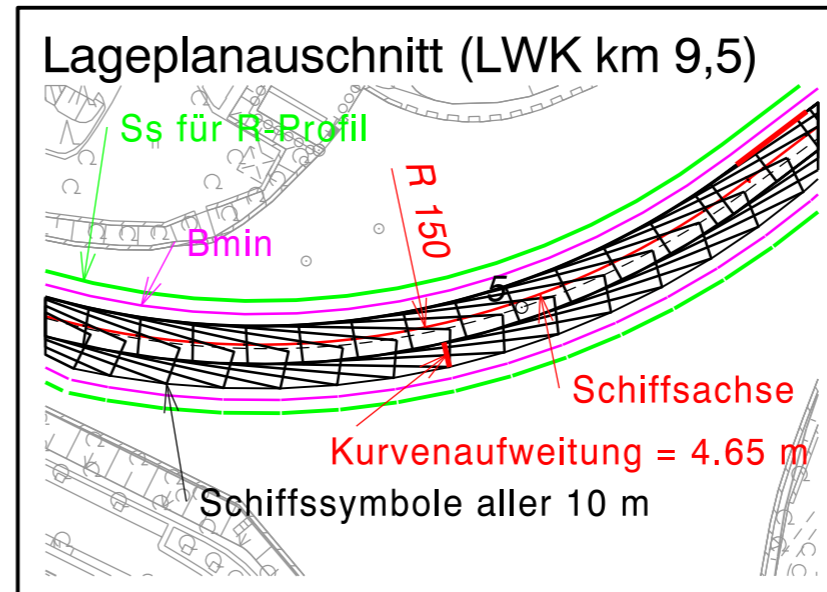 Lageplanauschnitt (LWK km 9,5)
Ss für R-Profil
R 150
Bmin
5
Schiffsachse
Kurvenaufweitung = 4.65 m
Schiffssymbole aller 10 m